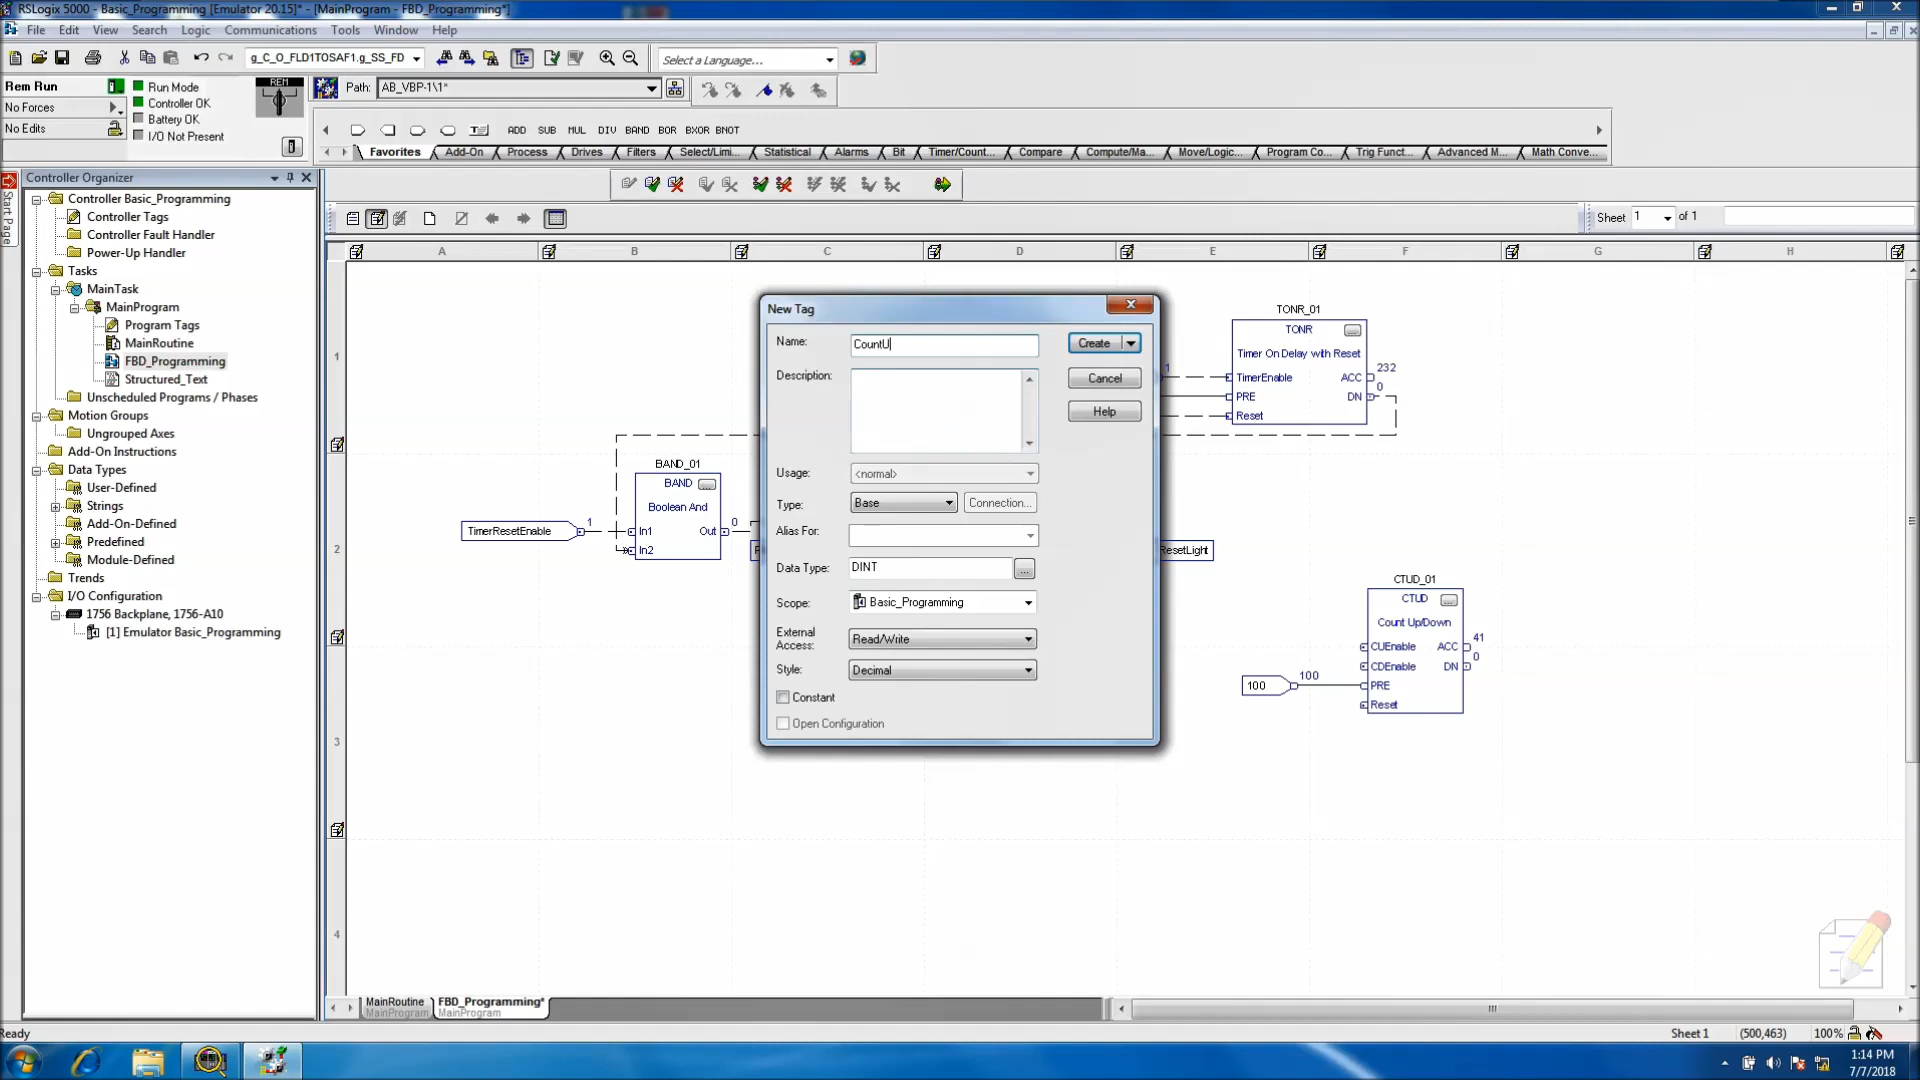 RSLogix 5000 - Basic_Programming [Emulator 20.15]* - [MainProgram - FBD_Programming*]
File Edit View Search Logic Communications Tools Window Help
g_C_O_FLD1TOSAF1.g_SS_FD
Select a Language...
Rem Run
Run Mode
REM
Path: AB_VBP-1\1*
No Forces
Controller OK
Battery OK
No Edits
I/O Not Present
ADD SUB MUL DIV BAND BOR BXOR BNOT
Favorites Add-On Process Drives Filters Select/Limi... Statistical Alarms Bit Timer/Count... Compare Compute/Ma... Move/Logic... Program Co... Trig Funct... Advanced M... Math Conve...
Start Page
Controller Organizer
Sheet 1 of 1
Controller Basic_Programming
Controller Tags
Controller Fault Handler
Power-Up Handler
Tasks
MainTask
MainProgram
Program Tags
MainRoutine
FBD_Programming
Structured_Text
Unscheduled Programs / Phases
Motion Groups
Ungrouped Axes
Add-On Instructions
Data Types
User-Defined
Strings
Add-On-Defined
Predefined
Module-Defined
Trends
I/O Configuration
1756 Backplane, 1756-A10
[1] Emulator Basic_Programming
A B C D E F G H
1
2
3
4
New Tag
Name: CountU
Create
Description:
Cancel
Help
Usage: <normal>
Type: Base
Connection...
Alias For:
Data Type: DINT
...
Scope: Basic_Programming
External
Access: Read/Write
Style: Decimal
Constant
Open Configuration
TONR_01
TONR
...
Timer On Delay with Reset
1 TimerEnable ACC 232
PRE DN 0
Reset
BAND_01
BAND
...
Boolean And
TimerResetEnable 1 In1 Out 0
In2
ResetLight
CTUD_01
CTUD
...
Count Up/Down
CUEnable ACC 41
CDEnable DN 0
100 100 PRE
Reset
MainRoutine
MainProgram
FBD_Programming*
MainProgram
Ready
Sheet 1 (500,463) 100%
1:14 PM
7/7/2018